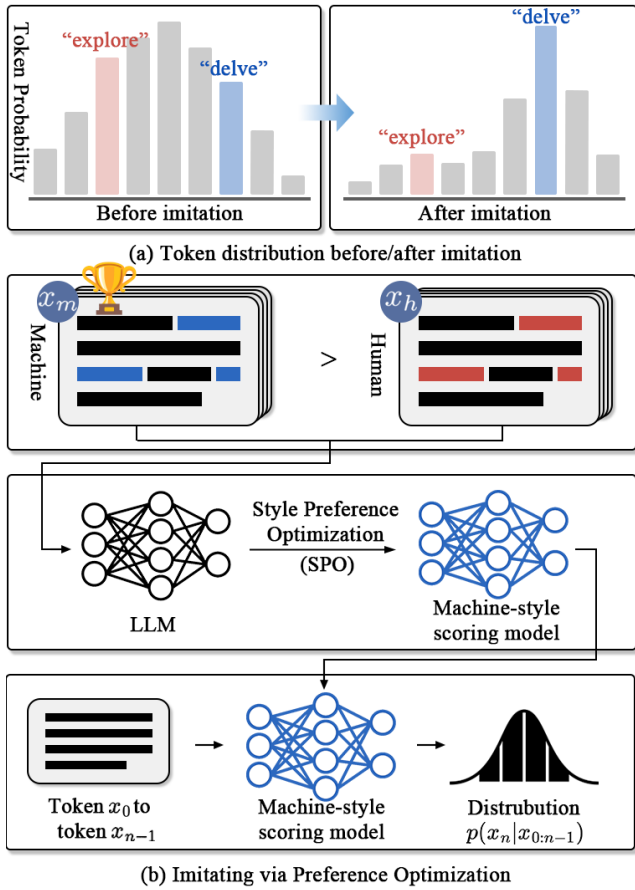 Token Probability
“explore”
“delve”
Before imitation
“explore”
“delve”
After imitation
(a) Token distribution before/after imitation
x_m
Machine
>
x_h
Human
LLM
Style Preference
Optimization
(SPO)
Machine-style
scoring model
Token x_0 to
token x_{n-1}
Machine-style
scoring model
Distrubution
p(x_n|x_{0:n-1})
(b) Imitating via Preference Optimization